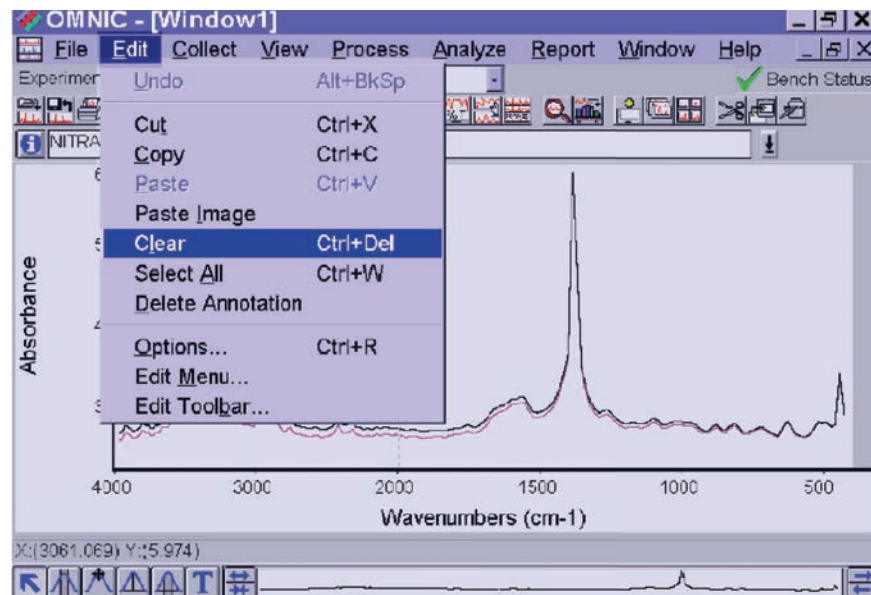 OMNIC - [Window1]
File Edit Collect View Process Analyze Report Window Help
Bench Status
Undo Alt+BkSp
Cut Ctrl+X
Copy Ctrl+C
Paste Ctrl+V
Paste Image
Clear Ctrl+Del
Select All Ctrl+W
Delete Annotation
Options... Ctrl+R
Edit Menu...
Edit Toolbar...
Absorbance
4000 3000 2000 1500 1000 500
Wavenumbers (cm-1)
X:(3061.069) Y:(5.974)
T